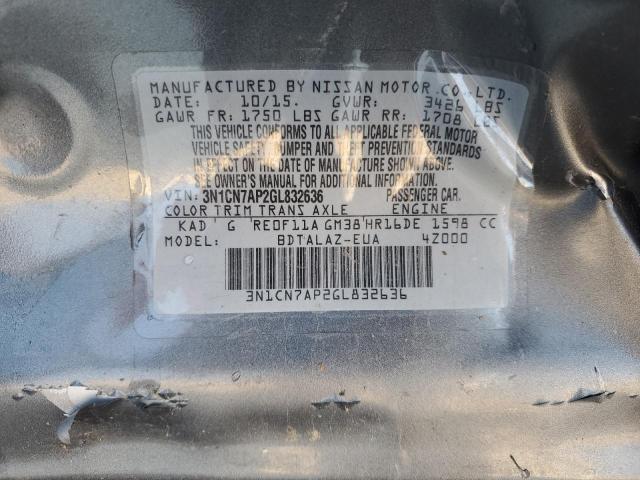 MANUFACTURED BY NISSAN MOTOR CO., LTD.
DATE: 10/15. GVWR: 3426 LBS
GAWR FR: 1750 LBS GAWR RR: 1708 LBS
THIS VEHICLE CONFORMS TO ALL APPLICABLE FEDERAL MOTOR
VEHICLE SAFETY, BUMPER AND THEFT PREVENTION STANDARDS
IN EFFECT ON THE DATE OF MANUFACTURE SHOWN ABOVE.
SEE OWNER'S MANUAL FOR ADDITIONAL INFORMATION.
VIN: 3N1CN7AP2GL832636 PASSENGER CAR.
COLOR TRIM TRANS AXLE ENGINE
KAD G RE0F11A GM38 HR16DE 1598 CC
MODEL: BDTALAZ-EUA 4Z000
3N1CN7AP2GL832636